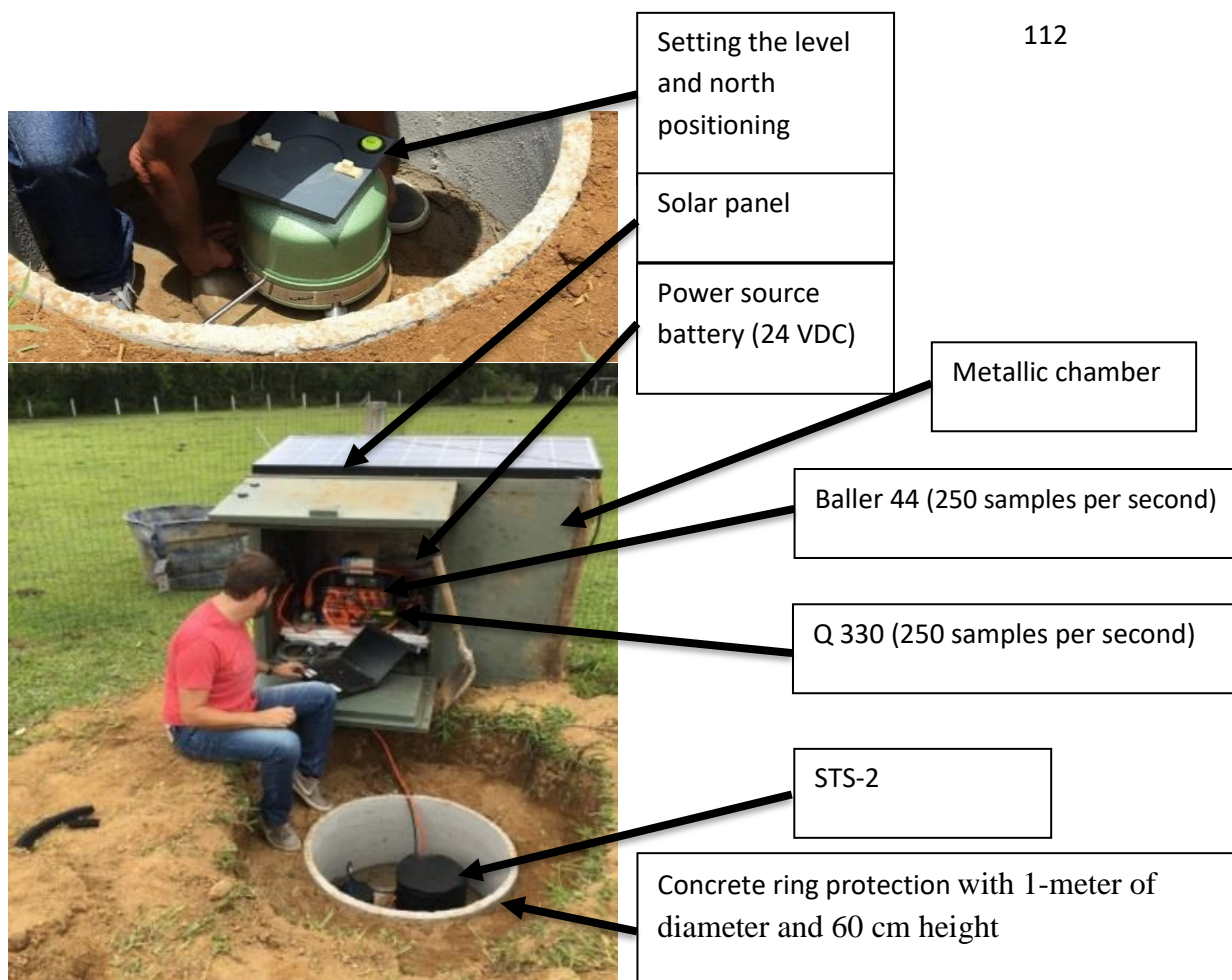 112
Setting the level
and north
positioning
Solar panel
Power source
battery (24 VDC)
Metallic chamber
Baller 44 (250 samples per second)
Q 330 (250 samples per second)
STS-2
Concrete ring protection with 1-meter of
diameter and 60 cm height